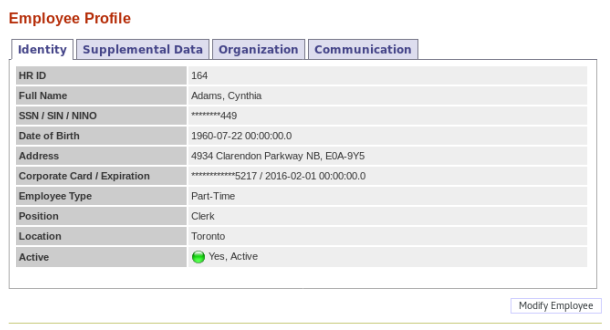 Employee Profile
Identity Supplemental Data Organization Communication
HR ID 164
Full Name Adams, Cynthia
SSN / SIN / NINO ********449
Date of Birth 1960-07-22 00:00:00.0
Address 4934 Clarendon Parkway NB, E0A-9Y5
Corporate Card / Expiration ************5217 / 2016-02-01 00:00:00.0
Employee Type Part-Time
Position Clerk
Location Toronto
Active Yes, Active
Modify Employee